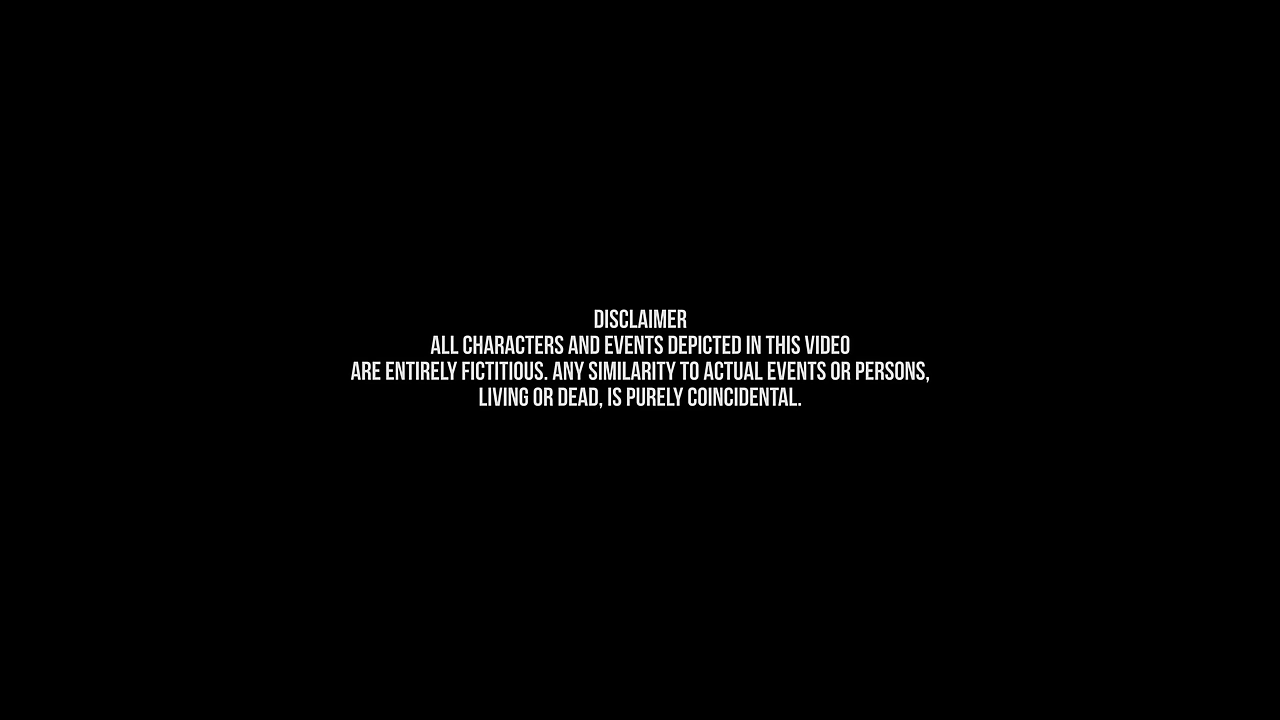 DISCLAIMER
ALL CHARACTERS AND EVENTS DEPICTED IN THIS VIDEO
ARE ENTIRELY FICTITIOUS. ANY SIMILARITY TO ACTUAL EVENTS OR PERSONS,
LIVING OR DEAD, IS PURELY COINCIDENTAL.